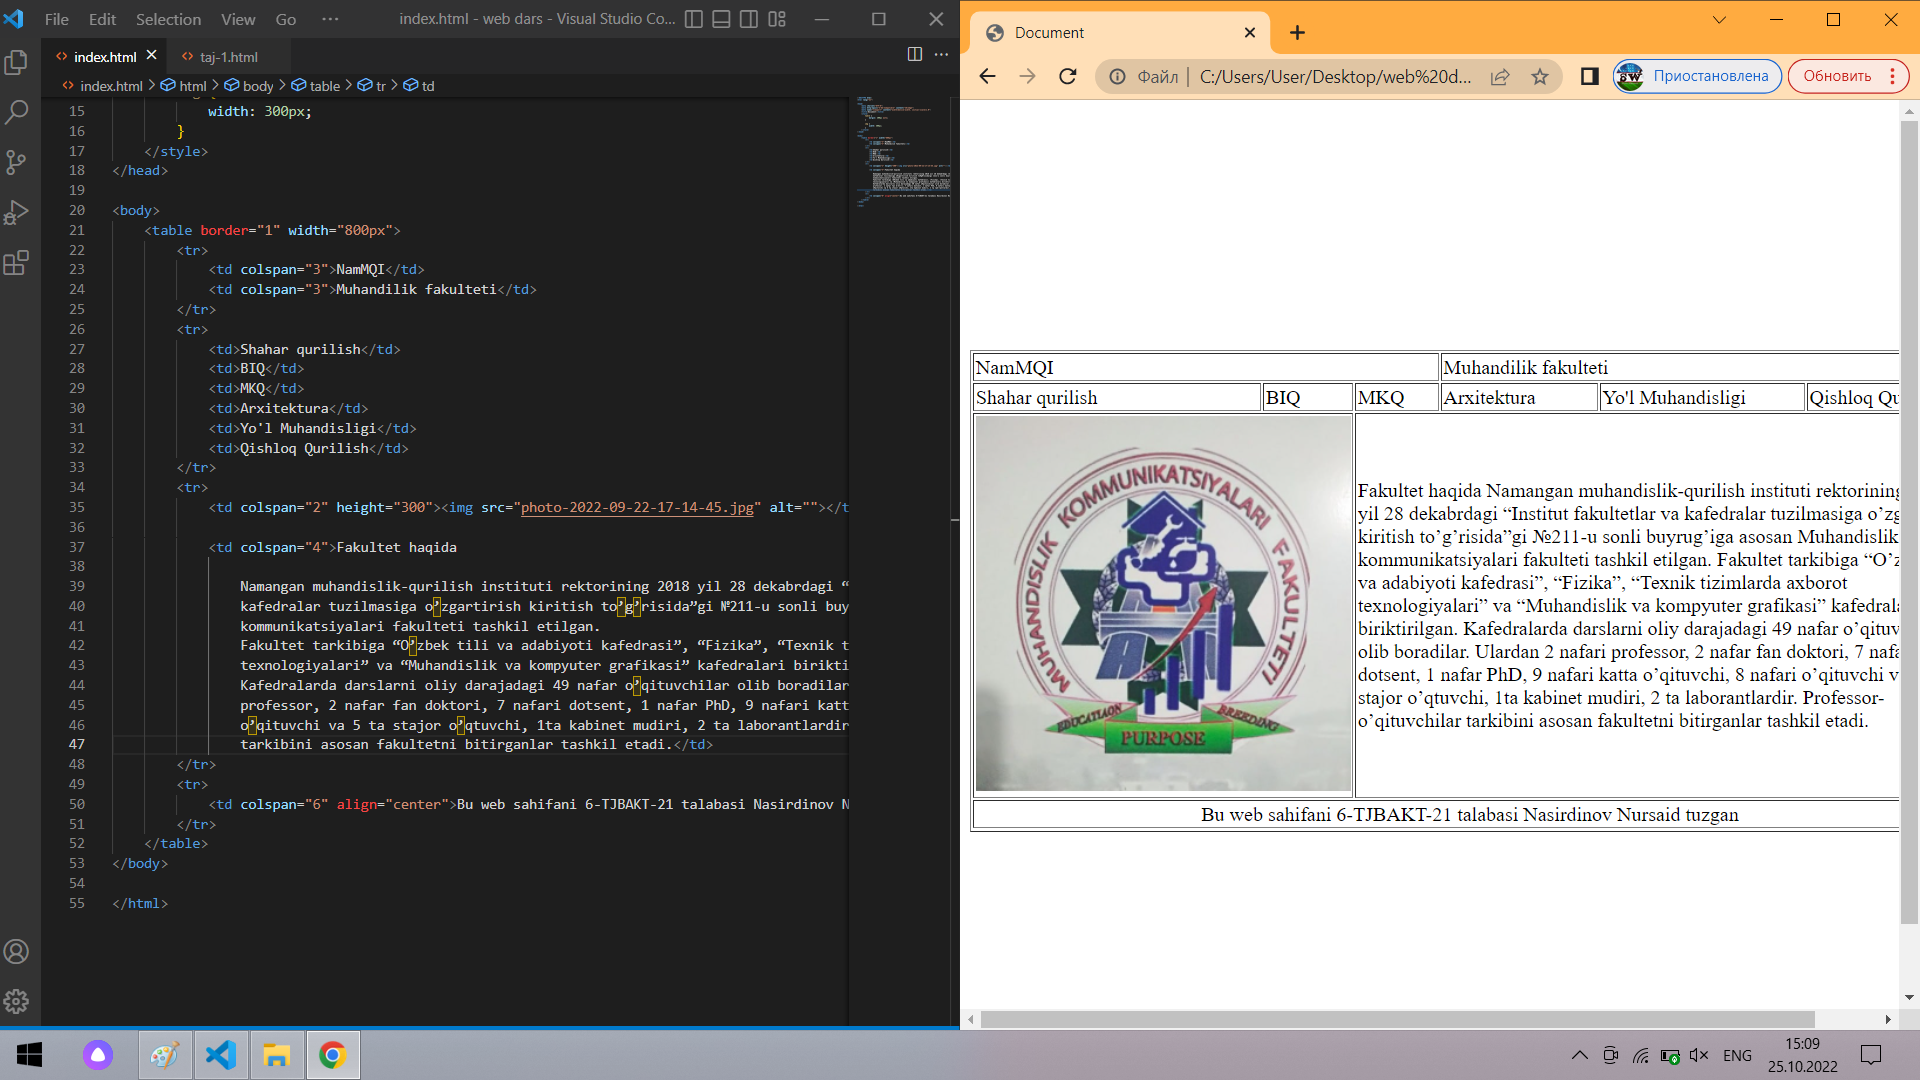 File Edit Selection View Go ··· index.html - web dars - Visual Studio Co...
index.html taj-1.html ···
index.html > html > body > table > tr > td
15 width: 300px;
16 }
17 </style>
18 </head>
19
20 <body>
21 <table border="1" width="800px">
22 <tr>
23 <td colspan="3">NamMQI</td>
24 <td colspan="3">Muhandilik fakulteti</td>
25 </tr>
26 <tr>
27 <td>Shahar qurilish</td>
28 <td>BIQ</td>
29 <td>MKQ</td>
30 <td>Arxitektura</td>
31 <td>Yo'l Muhandisligi</td>
32 <td>Qishloq Qurilish</td>
33 </tr>
34 <tr>
35 <td colspan="2" height="300"><img src="photo-2022-09-22-17-14-45.jpg" alt=""></t
36
37 <td colspan="4">Fakultet haqida
38
39 Namangan muhandislik-qurilish instituti rektorining 2018 yil 28 dekabrdagi “
40 kafedralar tuzilmasiga o’zgartirish kiritish to’g’risida”gi №211-u sonli buy
41 kommunikatsiyalari fakulteti tashkil etilgan.
42 Fakultet tarkibiga “O’zbek tili va adabiyoti kafedrasi”, “Fizika”, “Texnik t
43 texnologiyalari” va “Muhandislik va kompyuter grafikasi” kafedralari birikti
44 Kafedralarda darslarni oliy darajadagi 49 nafar o’qituvchilar olib boradilar
45 professor, 2 nafar fan doktori, 7 nafari dotsent, 1 nafar PhD, 9 nafari katt
46 o’qituvchi va 5 ta stajor o’qtuvchi, 1ta kabinet mudiri, 2 ta laborantlardir
47 tarkibini asosan fakultetni bitirganlar tashkil etadi.</td>
48 </tr>
49 <tr>
50 <td colspan="6" align="center">Bu web sahifani 6-TJBAKT-21 talabasi Nasirdinov N
51 </tr>
52 </table>
53 </body>
54
55 </html>
Document
Файл | C:/Users/User/Desktop/web%20d... SW Приостановлена Обновить
NamMQI Muhandilik fakulteti
Shahar qurilish BIQ MKQ Arxitektura Yo'l Muhandisligi Qishloq Qu
MUHANDISLIK KOMMUNIKATSIYALARI FAKULTETI
EDUCATIAON BREEDING
PURPOSE
Fakultet haqida Namangan muhandislik-qurilish instituti rektorining
yil 28 dekabrdagi “Institut fakultetlar va kafedralar tuzilmasiga o’zg
kiritish to’g’risida”gi №211-u sonli buyrug’iga asosan Muhandislik
kommunikatsiyalari fakulteti tashkil etilgan. Fakultet tarkibiga “O’z
va adabiyoti kafedrasi”, “Fizika”, “Texnik tizimlarda axborot
texnologiyalari” va “Muhandislik va kompyuter grafikasi” kafedrala
biriktirilgan. Kafedralarda darslarni oliy darajadagi 49 nafar o’qituv
olib boradilar. Ulardan 2 nafari professor, 2 nafar fan doktori, 7 nafa
dotsent, 1 nafar PhD, 9 nafari katta o’qituvchi, 8 nafari o’qituvchi v
stajor o’qtuvchi, 1ta kabinet mudiri, 2 ta laborantlardir. Professor-
o’qituvchilar tarkibini asosan fakultetni bitirganlar tashkil etadi.
Bu web sahifani 6-TJBAKT-21 talabasi Nasirdinov Nursaid tuzgan
ENG 15:09
25.10.2022